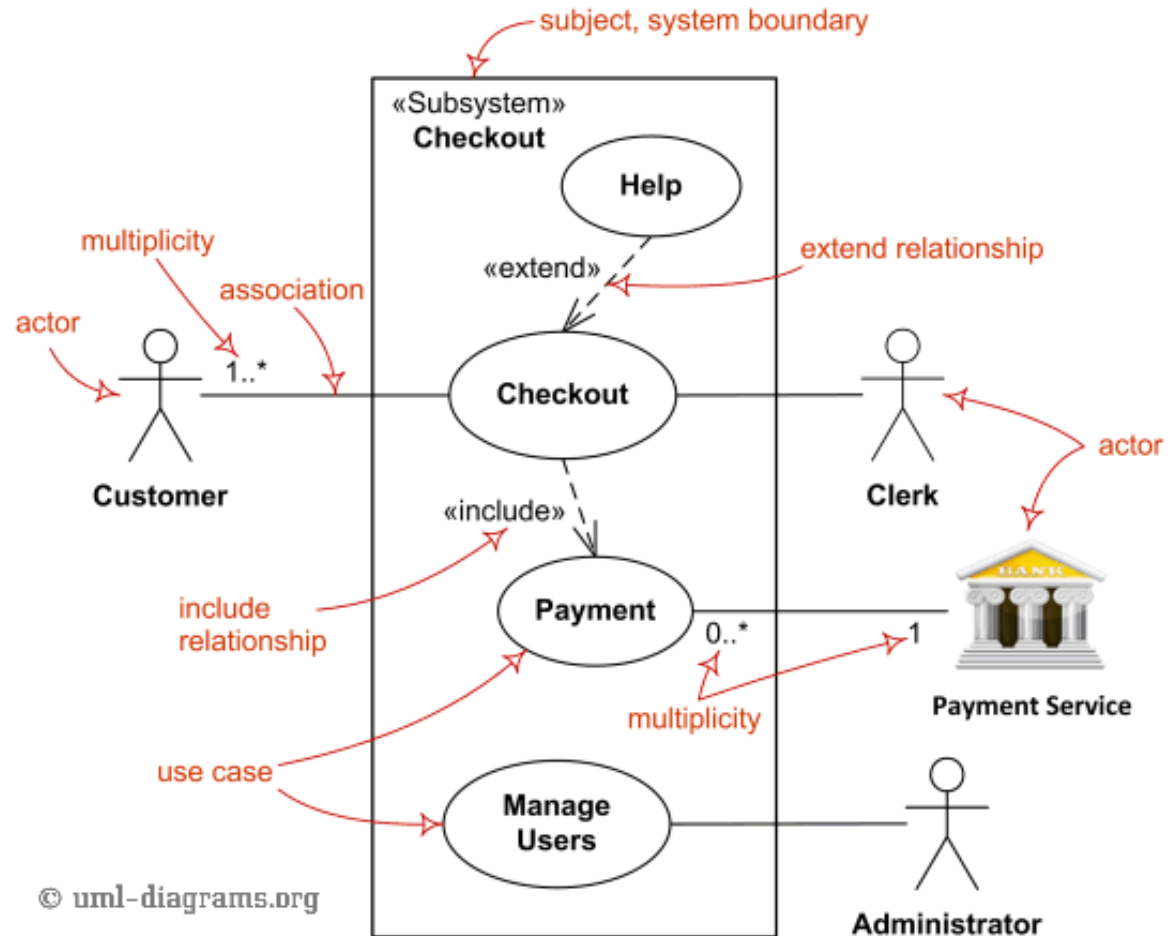 subject, system boundary
«Subsystem»
Checkout
Help
multiplicity
«extend»
extend relationship
association
actor
1..*
Checkout
actor
Customer
Clerk
«include»
BANK
include
relationship
Payment
0..*
1
multiplicity
Payment Service
use case
Manage
Users
© uml-diagrams.org
Administrator